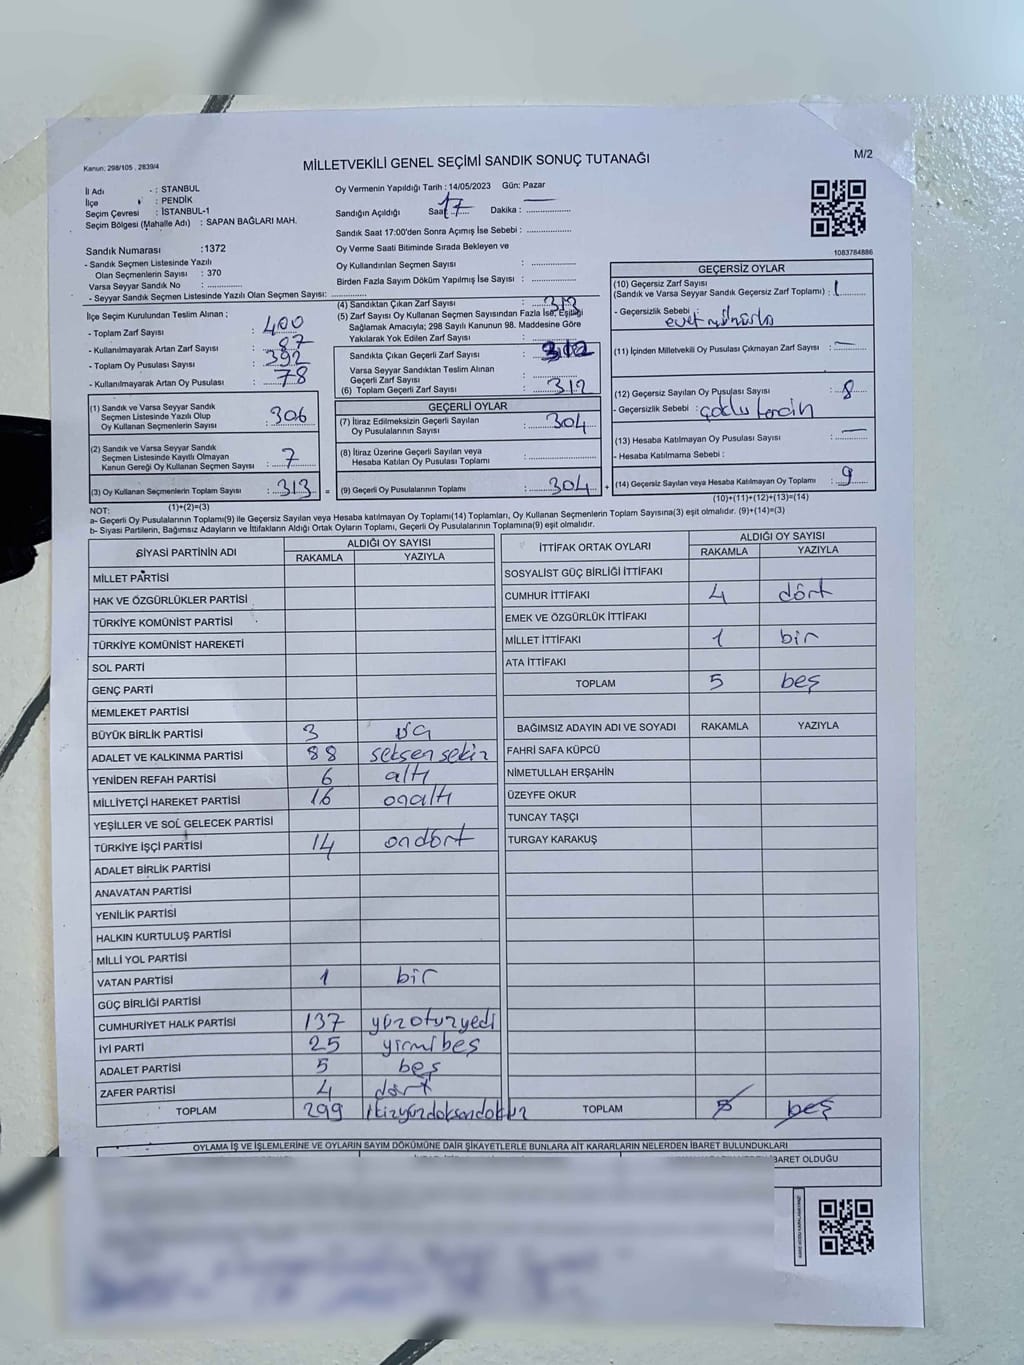 Kanun: 298/105 , 2839/4
MİLLETVEKİLİ GENEL SEÇİMİ SANDIK SONUÇ TUTANAĞI
M/2
İl Adı : STANBUL
İlçe : PENDİK
Seçim Çevresi : İSTANBUL-1
Seçim Bölgesi (Mahalle Adı) : SAPAN BAĞLARI MAH.
Oy Vermenin Yapıldığı Tarih : 14/05/2023 Gün: Pazar
Sandığın Açıldığı Saat 17 Dakika :
Sandık Saat 17:00'den Sonra Açımış İse Sebebi :
Sandık Numarası :1372
- Sandık Seçmen Listesinde Yazılı
Olan Seçmenlerin Sayısı : 370
Varsa Seyyar Sandık No :
- Seyyar Sandık Seçmen Listesinde Yazılı Olan Seçmen Sayısı:
Oy Verme Saati Bitiminde Sırada Bekleyen ve
Oy Kullandırılan Seçmen Sayısı :
Birden Fazla Sayım Döküm Yapılmış İse Sayısı :
1083784886
İlçe Seçim Kurulundan Teslim Alınan ;
- Toplam Zarf Sayısı : 400
- Kullanılmayarak Artan Zarf Sayısı : 87
- Toplam Oy Pusulası Sayısı : 392
- Kullanılmayarak Artan Oy Pusulası : 78
(4) Sandıktan Çıkan Zarf Sayısı : 313
(5) Zarf Sayısı Oy Kullanan Seçmen Sayısından Fazla İse, Eşitliği
Sağlamak Amacıyla; 298 Sayılı Kanunun 98. Maddesine Göre
Yakılarak Yok Edilen Zarf Sayısı :
Sandıkta Çıkan Geçerli Zarf Sayısı : 312
Varsa Seyyar Sandıktan Teslim Alınan
Geçerli Zarf Sayısı :
(6) Toplam Geçerli Zarf Sayısı : 312
GEÇERSİZ OYLAR
(10) Geçersiz Zarf Sayısı
(Sandık ve Varsa Seyyar Sandık Geçersiz Zarf Toplamı) : 1
- Geçersizlik Sebebi :
(11) İçinden Milletvekili Oy Pusulası Çıkmayan Zarf Sayısı : —
(12) Geçersiz Sayılan Oy Pusulası Sayısı : 8
- Geçersizlik Sebebi : çoklu tercih
(13) Hesaba Katılmayan Oy Pusulası Sayısı : —
- Hesaba Katılmama Sebebi :
(14) Geçersiz Sayılan veya Hesaba Katılmayan Oy Toplamı : 9
(10)+(11)+(12)+(13)=(14)
(1) Sandık ve Varsa Seyyar Sandık
Seçmen Listesinde Yazılı Olup
Oy Kullanan Seçmenlerin Sayısı : 306
(2) Sandık ve Varsa Seyyar Sandık
Seçmen Listesinde Kayıtlı Olmayan
Kanun Gereği Oy Kullanan Seçmen Sayısı : 7
(3) Oy Kullanan Seçmenlerin Toplam Sayısı : 313 =
(1)+(2)=(3)
GEÇERLİ OYLAR
(7) İtiraz Edilmeksizin Geçerli Sayılan
Oy Pusulalarının Sayısı : 304
(8) İtiraz Üzerine Geçerli Sayılan veya
Hesaba Katılan Oy Pusulası Toplamı :
(9) Geçerli Oy Pusulalarının Toplamı : 304 +
NOT:
a- Geçerli Oy Pusulalarının Toplamı(9) ile Geçersiz Sayılan veya Hesaba katılmayan Oy Toplamı(14) Toplamları, Oy Kullanan Seçmenlerin Toplam Sayısına(3) eşit olmalıdır. (9)+(14)=(3)
b- Siyasi Partilerin, Bağımsız Adayların ve İttifakların Aldığı Ortak Oyların Toplamı, Geçerli Oy Pusulalarının Toplamına(9) eşit olmalıdır.
SİYASİ PARTİNİN ADI ALDIĞI OY SAYISI
RAKAMLA YAZIYLA
MİLLET PARTİSİ
HAK VE ÖZGÜRLÜKLER PARTİSİ
TÜRKİYE KOMÜNİST PARTİSİ
TÜRKİYE KOMÜNİST HAREKETİ
SOL PARTİ
GENÇ PARTİ
MEMLEKET PARTİSİ
BÜYÜK BİRLİK PARTİSİ 3 üç
ADALET VE KALKINMA PARTİSİ 88 seksen sekiz
YENİDEN REFAH PARTİSİ 6 altı
MİLLİYETÇİ HAREKET PARTİSİ 16 onaltı
YEŞİLLER VE SOL GELECEK PARTİSİ
TÜRKİYE İŞÇİ PARTİSİ 14 ondört
ADALET BİRLİK PARTİSİ
ANAVATAN PARTİSİ
YENİLİK PARTİSİ
HALKIN KURTULUŞ PARTİSİ
MİLLİ YOL PARTİSİ
VATAN PARTİSİ 1 bir
GÜÇ BİRLİĞİ PARTİSİ
CUMHURİYET HALK PARTİSİ 137 yüzotuzyedi
İYİ PARTİ 25 yirmibeş
ADALET PARTİSİ 5 beş
ZAFER PARTİSİ 4 dört
TOPLAM 299 ikiyüzdoksandokuz
İTTİFAK ORTAK OYLARI ALDIĞI OY SAYISI
RAKAMLA YAZIYLA
SOSYALİST GÜÇ BİRLİĞİ İTTİFAKI
CUMHUR İTTİFAKI 4 dört
EMEK VE ÖZGÜRLÜK İTTİFAKI
MİLLET İTTİFAKI 1 bir
ATA İTTİFAKI
TOPLAM 5 beş
BAĞIMSIZ ADAYIN ADI VE SOYADI RAKAMLA YAZIYLA
FAHRİ SAFA KÜPCÜ
NİMETULLAH ERŞAHİN
ÜZEYFE OKUR
TUNCAY TAŞÇI
TURGAY KARAKUŞ
TOPLAM 5 beş
OYLAMA İŞ VE İŞLEMLERİNE VE OYLARIN SAYIM DÖKÜMÜNE DAİR ŞİKAYETLERLE BUNLARA AİT KARARLARIN NELERDEN İBARET BULUNDUKLARI
İBARET OLDUĞU